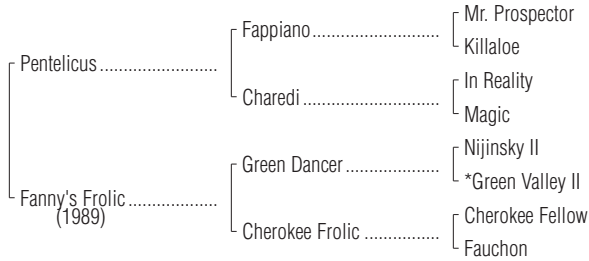 Mr. Prospector
Fappiano
Killaloe
Pentelicus
In Reality
Charedi
Magic
Nijinsky II
Green Dancer
*Green Valley II
Fanny's Frolic
(1989)
Cherokee Fellow
Cherokee Frolic
Fauchon